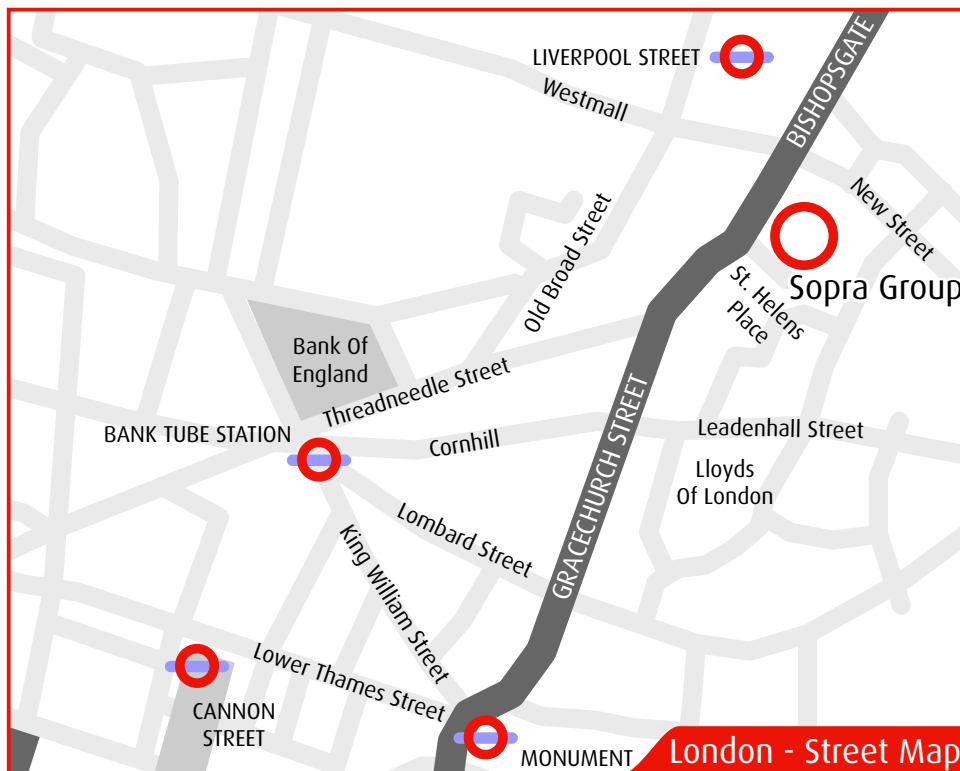 LIVERPOOL STREET
BISHOPSGATE
Westmall
New Street
Old Broad Street
Sopra Group
St. Helens
Place
Bank Of
England
Threadneedle Street
BANK TUBE STATION
Cornhill
GRACECHURCH STREET
Leadenhall Street
Lloyds
Of London
Lombard Street
King William Street
Lower Thames Street
CANNON
STREET
MONUMENT
London - Street Map